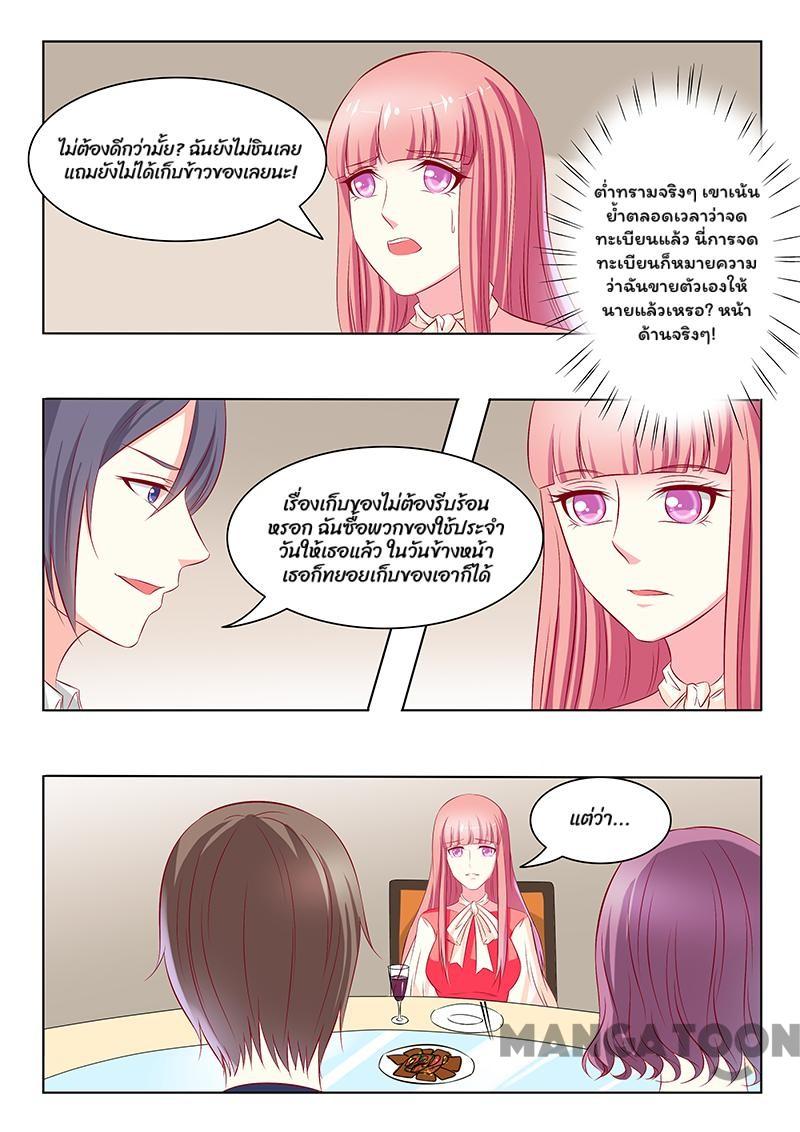 ไม่ต้องดีกว่ามั้ย? ฉันยังไม่ชินเลย
แถมยังไม่ได้เก็บข้าวของเลยนะ!
ต่ำทรามจริงๆ เขาเน้น
ย้ำตลอดเวลาว่าจด
ทะเบียนแล้ว นี่การจด
ทะเบียนก็หมายความ
ว่าฉันขายตัวเองให้
นายแล้วเหรอ? หน้า
ด้านจริงๆ!
เรื่องเก็บของไม่ต้องรีบร้อน
หรอก ฉันซื้อพวกของใช้ประจำ
วันให้เธอแล้ว ในวันข้างหน้า
เธอก็ทยอยเก็บของเอาก็ได้
แต่ว่า...
MANGATOON